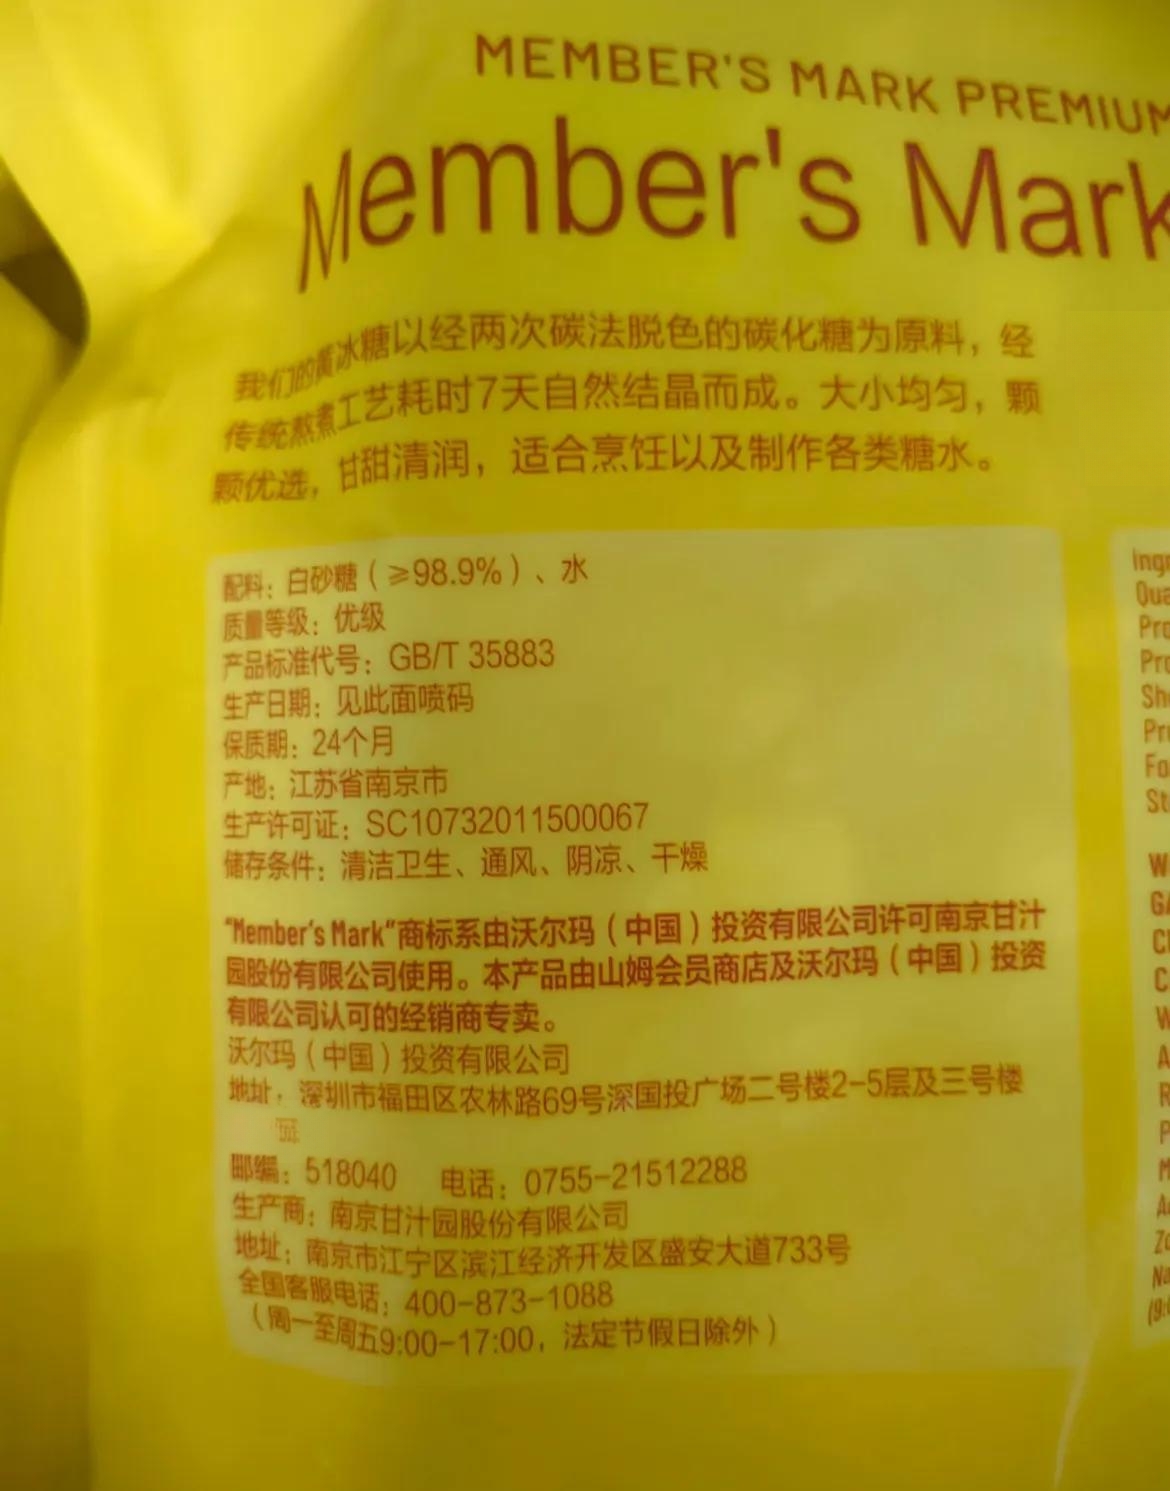 MEMBER'S MARK PREMIUM
Member's Mark
我们的黄冰糖以经两次碳法脱色的碳化糖为原料，经
传统熬煮工艺耗时7天自然结晶而成。大小均匀，颗
颗优选，甘甜清润，适合烹饪以及制作各类糖水。
配料：白砂糖（≥98.9%）、水
质量等级：优级
产品标准代号：GB/T 35883
生产日期：见此面喷码
保质期：24个月
产地：江苏省南京市
生产许可证：SC10732011500067
储存条件：清洁卫生、通风、阴凉、干燥
“Member's Mark”商标系由沃尔玛（中国）投资有限公司许可南京甘汁
园股份有限公司使用。本产品由山姆会员商店及沃尔玛（中国）投资
有限公司认可的经销商专卖。
沃尔玛（中国）投资有限公司
地址：深圳市福田区农林路69号深国投广场二号楼2-5层及三号楼
邮编：518040 电话：0755-21512288
生产商：南京甘汁园股份有限公司
地址：南京市江宁区滨江经济开发区盛安大道733号
全国客服电话：400-873-1088
（周一至周五9:00-17:00，法定节假日除外）